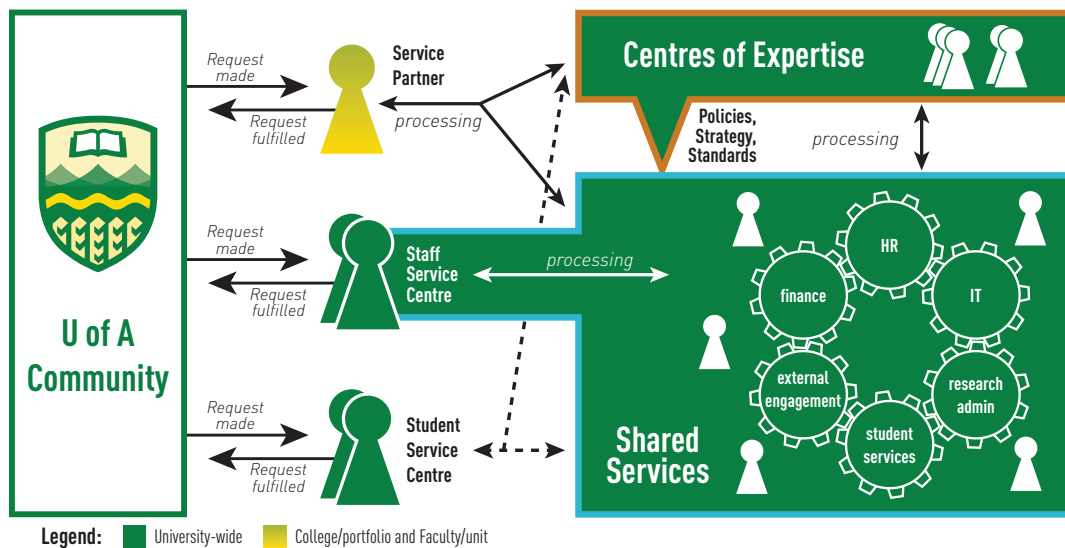 U of A
Community
Request
made
Request
fulfilled
Service
Partner
processing
Centres of Expertise
Policies,
Strategy,
Standards
processing
Request
made
Request
fulfilled
Staff
Service
Centre
processing
HR
finance
IT
external
engagement
research
admin
student
services
Shared
Services
Request
made
Request
fulfilled
Student
Service
Centre
Legend:
University-wide
College/portfolio and Faculty/unit